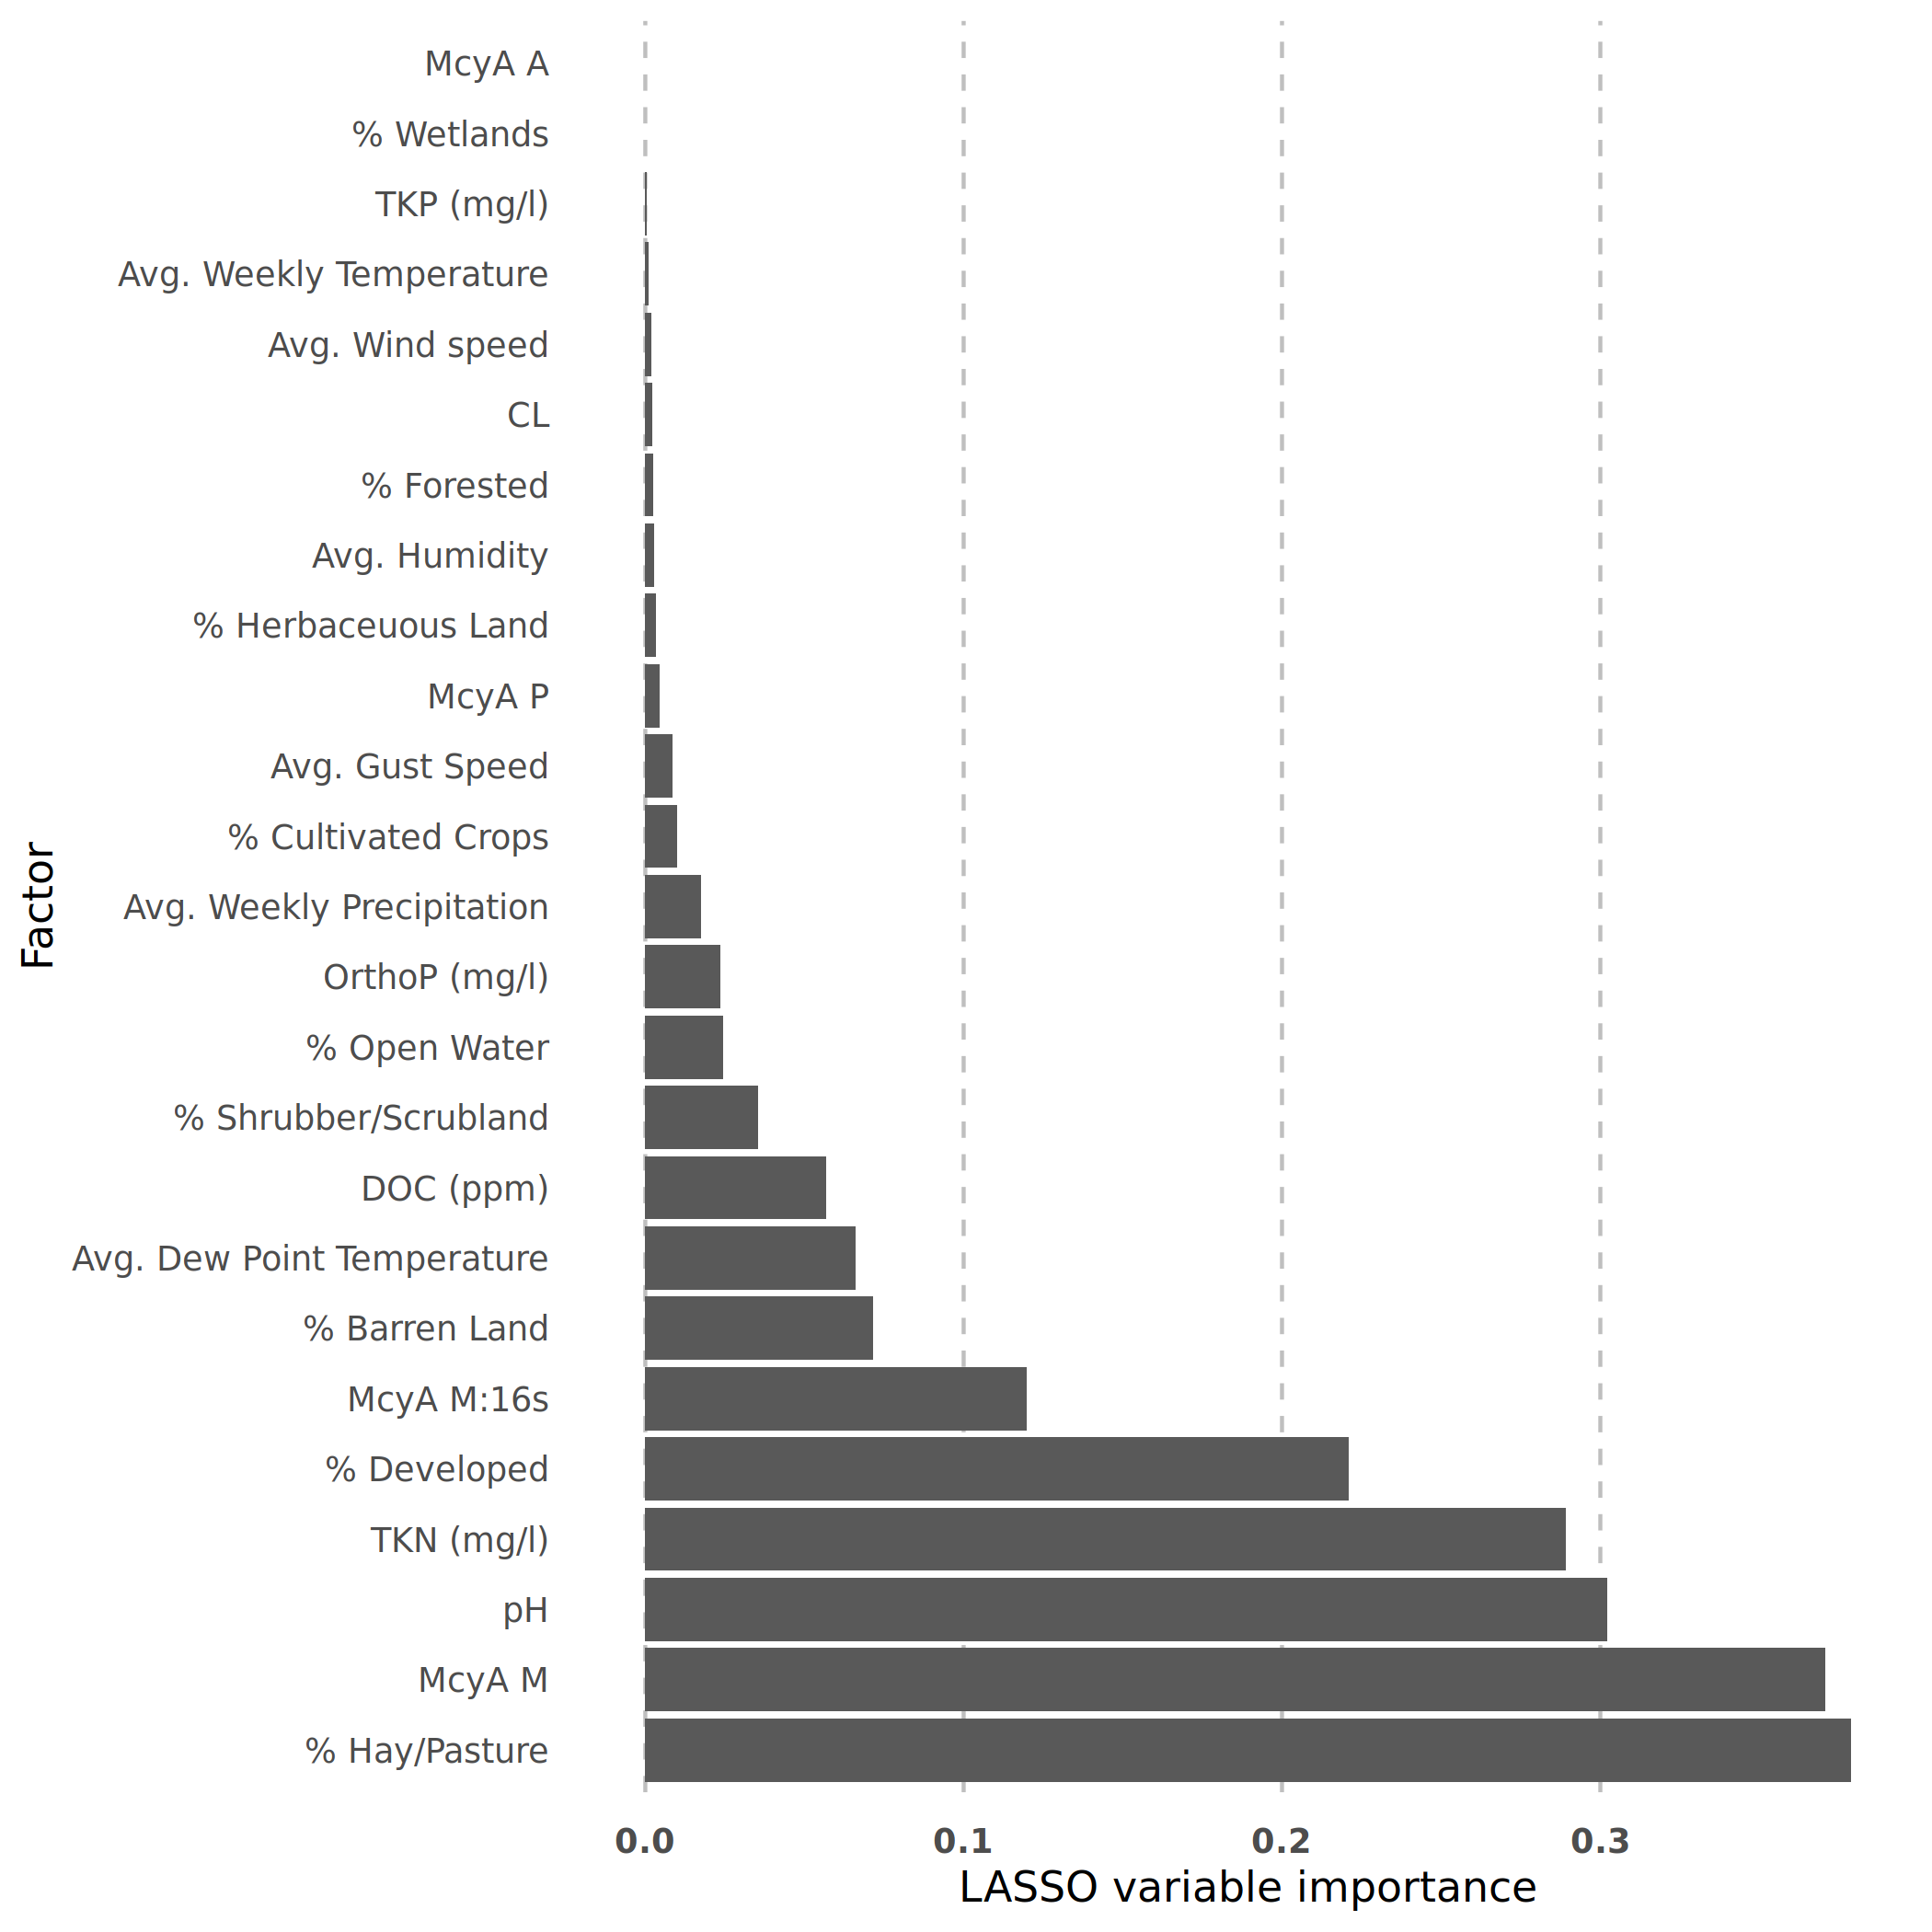 McyA A
% Wetlands
TKP (mg/l)
Avg. Weekly Temperature
Avg. Wind speed
CL
% Forested
Avg. Humidity
% Herbaceuous Land
McyA P
Avg. Gust Speed
% Cultivated Crops
Avg. Weekly Precipitation
OrthoP (mg/l)
% Open Water
% Shrubber/Scrubland
DOC (ppm)
Avg. Dew Point Temperature
% Barren Land
McyA M:16s
% Developed
TKN (mg/l)
pH
McyA M
% Hay/Pasture
Factor
0.0 0.1 0.2 0.3
LASSO variable importance